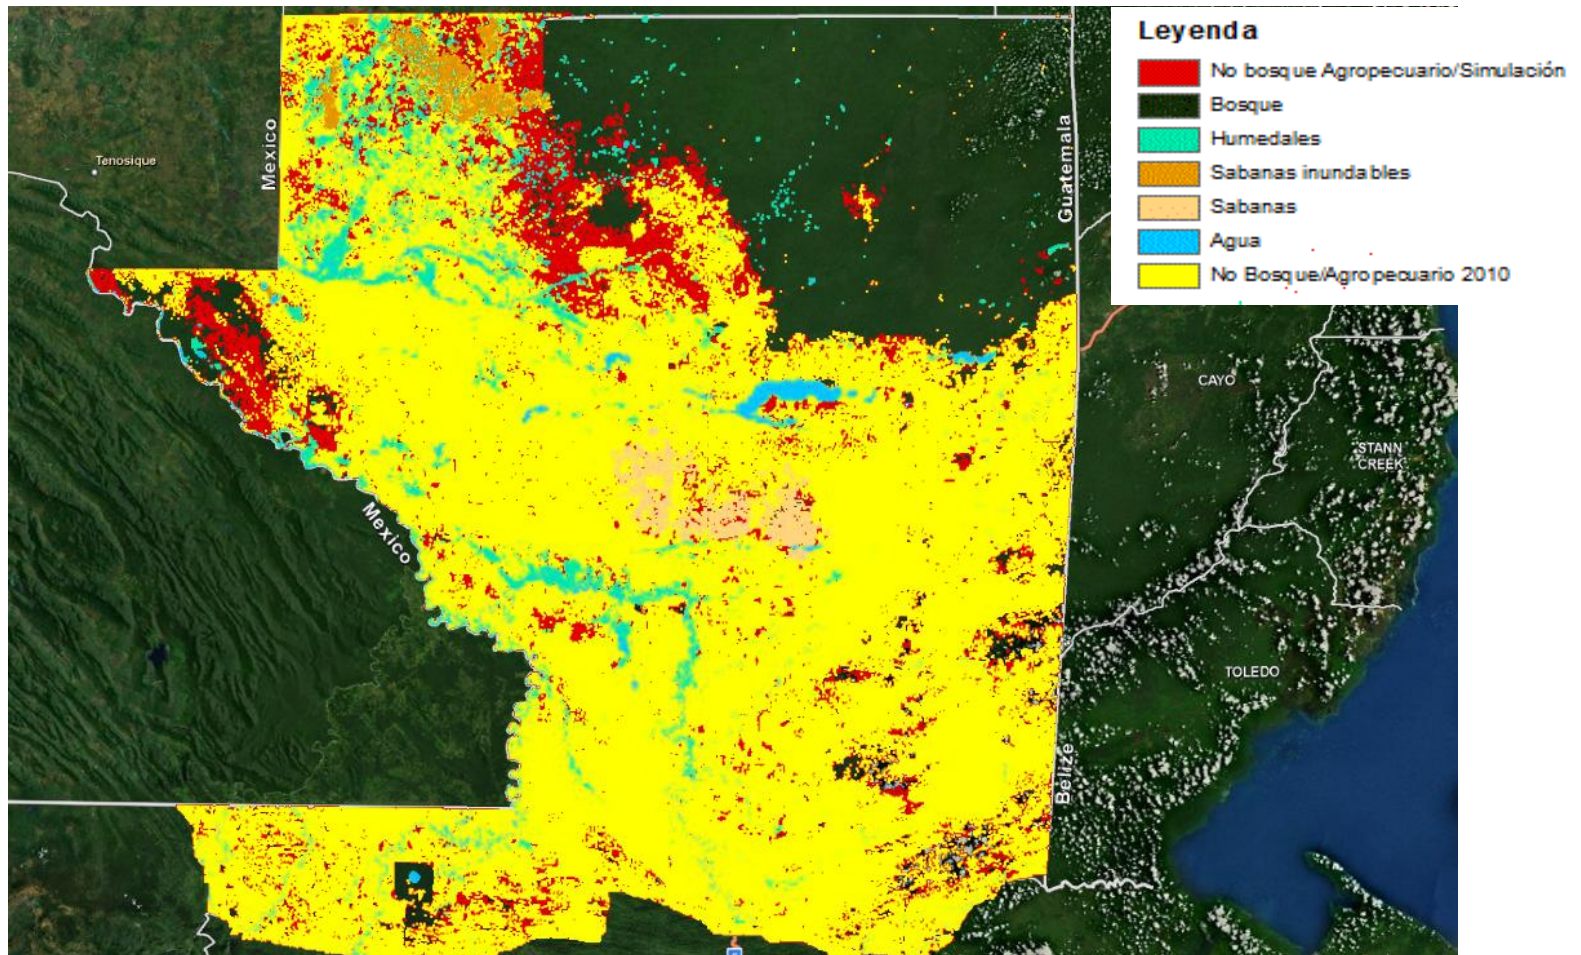 Leyenda
No bosque Agropecuario/Simulación
Bosque
Humedales
Sabanas inundables
Sabanas
Agua
No Bosque/Agropecuario 2010
Tenosique
Mexico
Guatemala
CAYO
STANN
CREEK
Mexico
TOLEDO
Belize